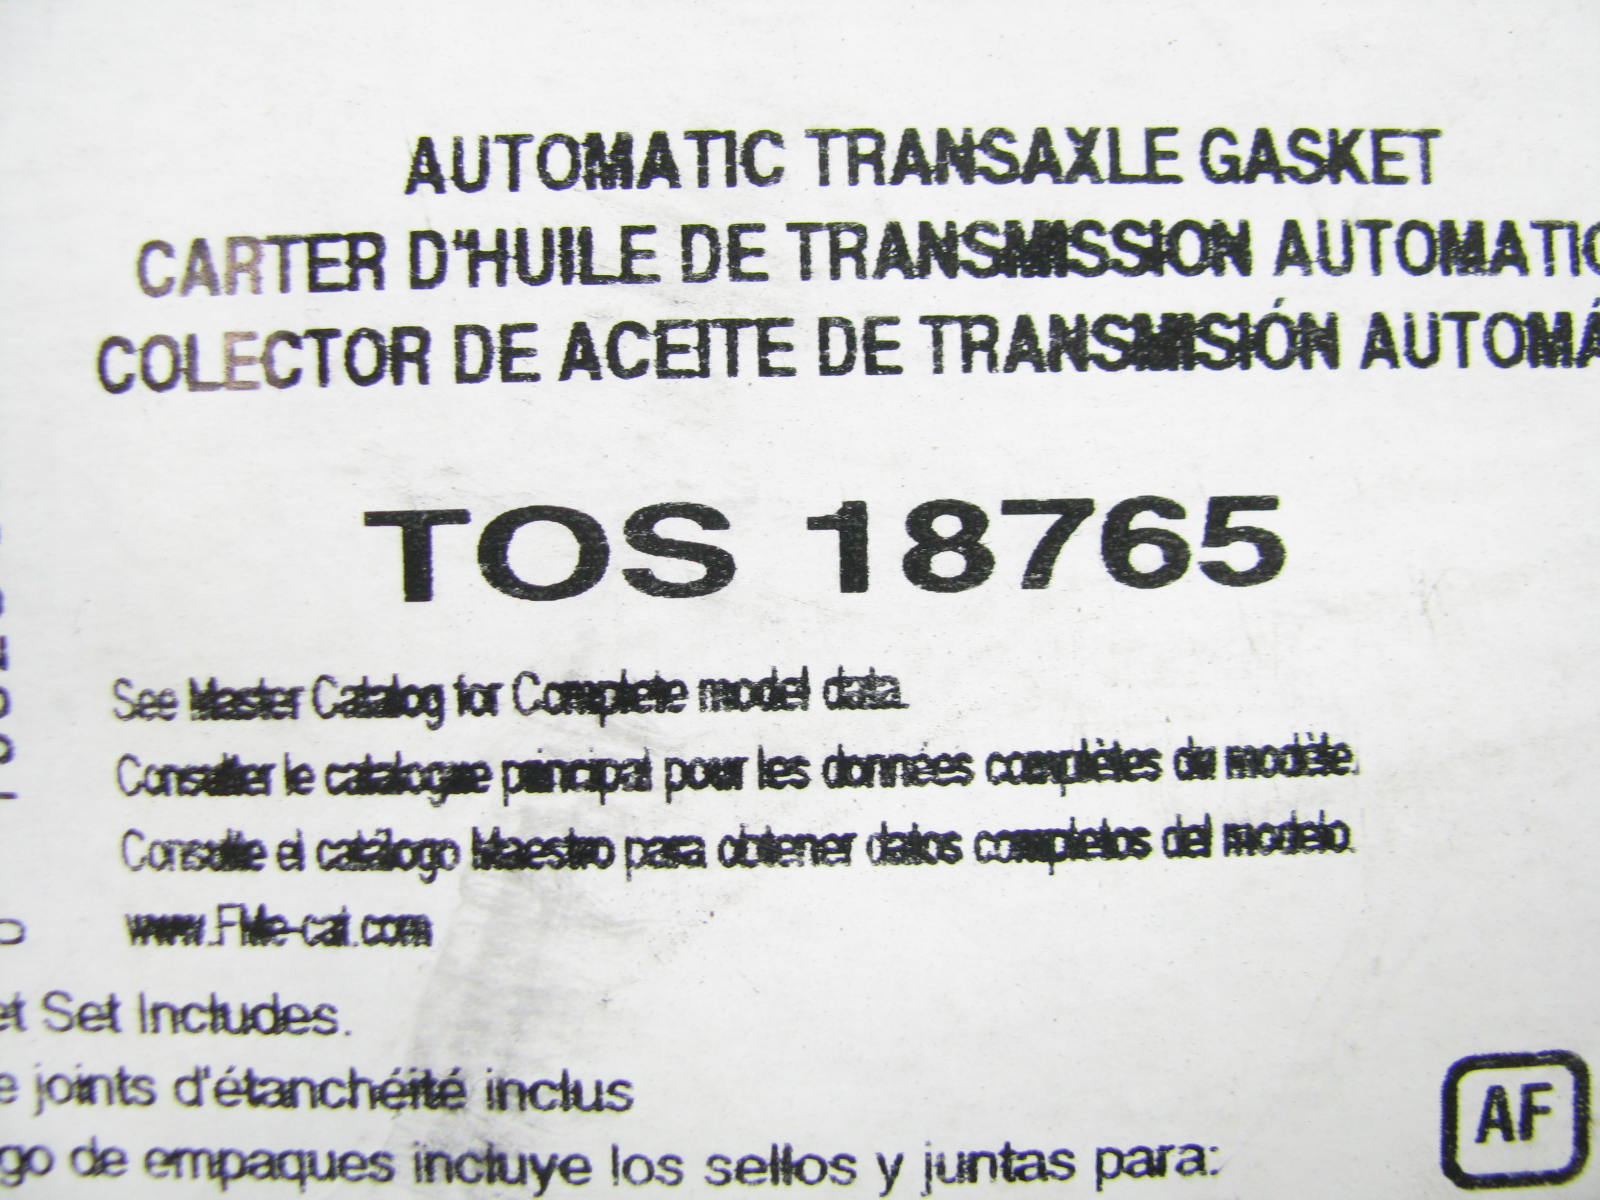 AUTOMATIC TRANSAXLE GASKET
CARTER D'HUILE DE TRANSMISSION AUTOMATIC
COLECTOR DE ACEITE DE TRANSMISIÓN AUTOMÁ
TOS 18765
See Master Catalog for Complete model data.
Consulter le catalogue principal pour les données complètes du modèle.
Consulte el catálogo Maestro para obtener datos completos del modelo.
www.FMe-cat.com
et Set Includes.
e joints d'étanchéité inclus
go de empaques incluye los sellos y juntas para:
AF